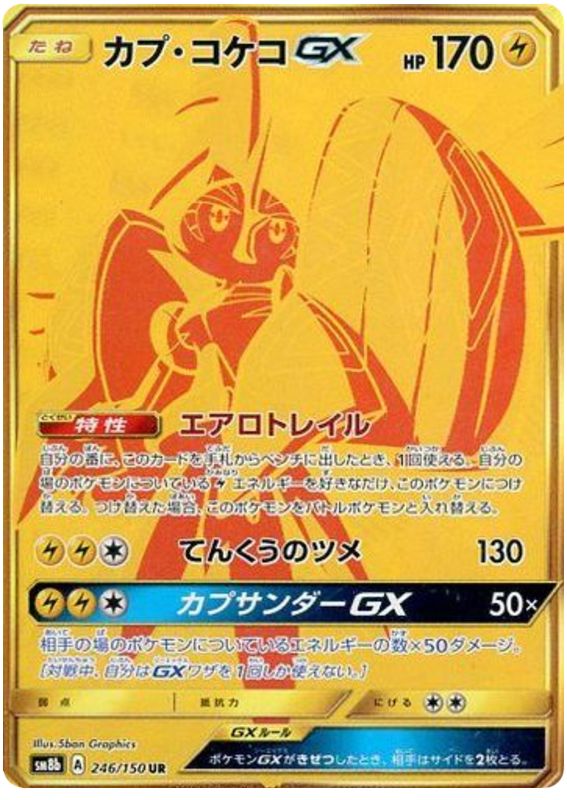 たね カプ・コケコGX HP 170
特性 エアロトレイル
自分の番に、このカードを手札からベンチに出したとき、1回使える。自分の
場のポケモンについているエネルギーを好きなだけ、このポケモンにつけ
替える。つけ替えた場合、このポケモンをバトルポケモンと入れ替える。
てんくうのツメ 130
カプサンダーGX 50×
相手の場のポケモンについているエネルギーの数×50ダメージ。
[対戦中、自分はGXワザを1回しか使えない。]
弱点 抵抗力 にげる
Illus. 5ban Graphics
GXルール
SM8b A 246/150 UR
ポケモンGXがきぜつしたとき、相手はサイドを2枚とる。